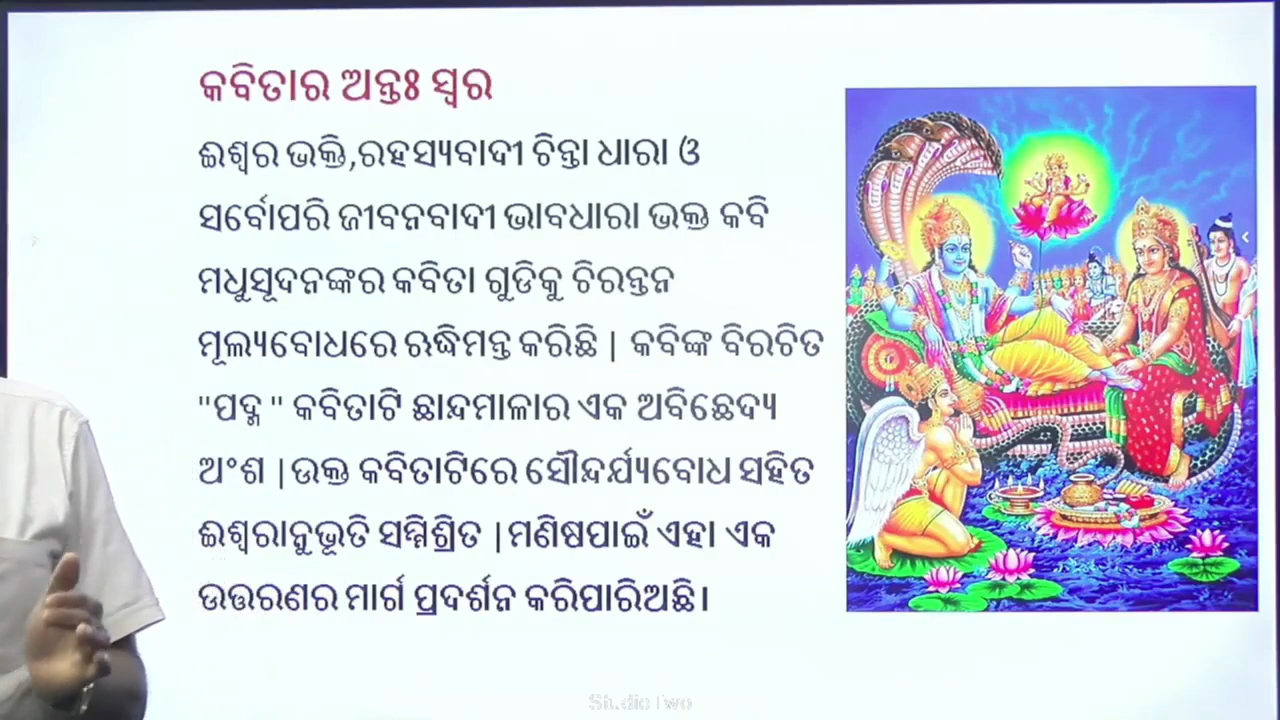 କବିତାର ଅନ୍ତଃ ସ୍ୱର
ଈଶ୍ୱର ଭକ୍ତି,ରହସ୍ୟବାଦୀ ଚିନ୍ତା ଧାରା ଓ
ସର୍ବୋପରି ଜୀବନବାଦୀ ଭାବଧାରା ଭକ୍ତ କବି
ମଧୁସୂଦନଙ୍କର କବିତା ଗୁଡିକୁ ଚିରନ୍ତନ
ମୂଲ୍ୟବୋଧରେ ଋଦ୍ଧିମନ୍ତ କରିଛି | କବିଙ୍କ ବିରଚିତ
"ପଦ୍ମ " କବିତାଟି ଛାନ୍ଦମାଳାର ଏକ ଅବିଛେଦ୍ୟ
ଅଂଶ |ଉକ୍ତ କବିତାଟିରେ ସୌନ୍ଦର୍ଯ୍ୟବୋଧ ସହିତ
ଈଶ୍ୱରାନୁଭୂତି ସମ୍ମିଶ୍ରିତ |ମଣିଷପାଇଁ ଏହା ଏକ
ଉତ୍ତରଣର ମାର୍ଗ ପ୍ରଦର୍ଶନ କରିପାରିଅଛି।